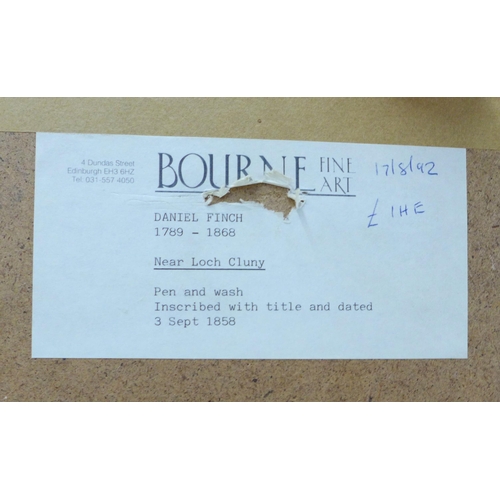 4 Dundas Street
Edinburgh EH3 6HZ
Tel: 031-557 4050
BOURNE FINE ART
17/8/92
£ IHE
DANIEL FINCH
1789 - 1868
Near Loch Cluny
Pen and wash
Inscribed with title and dated
3 Sept 1858